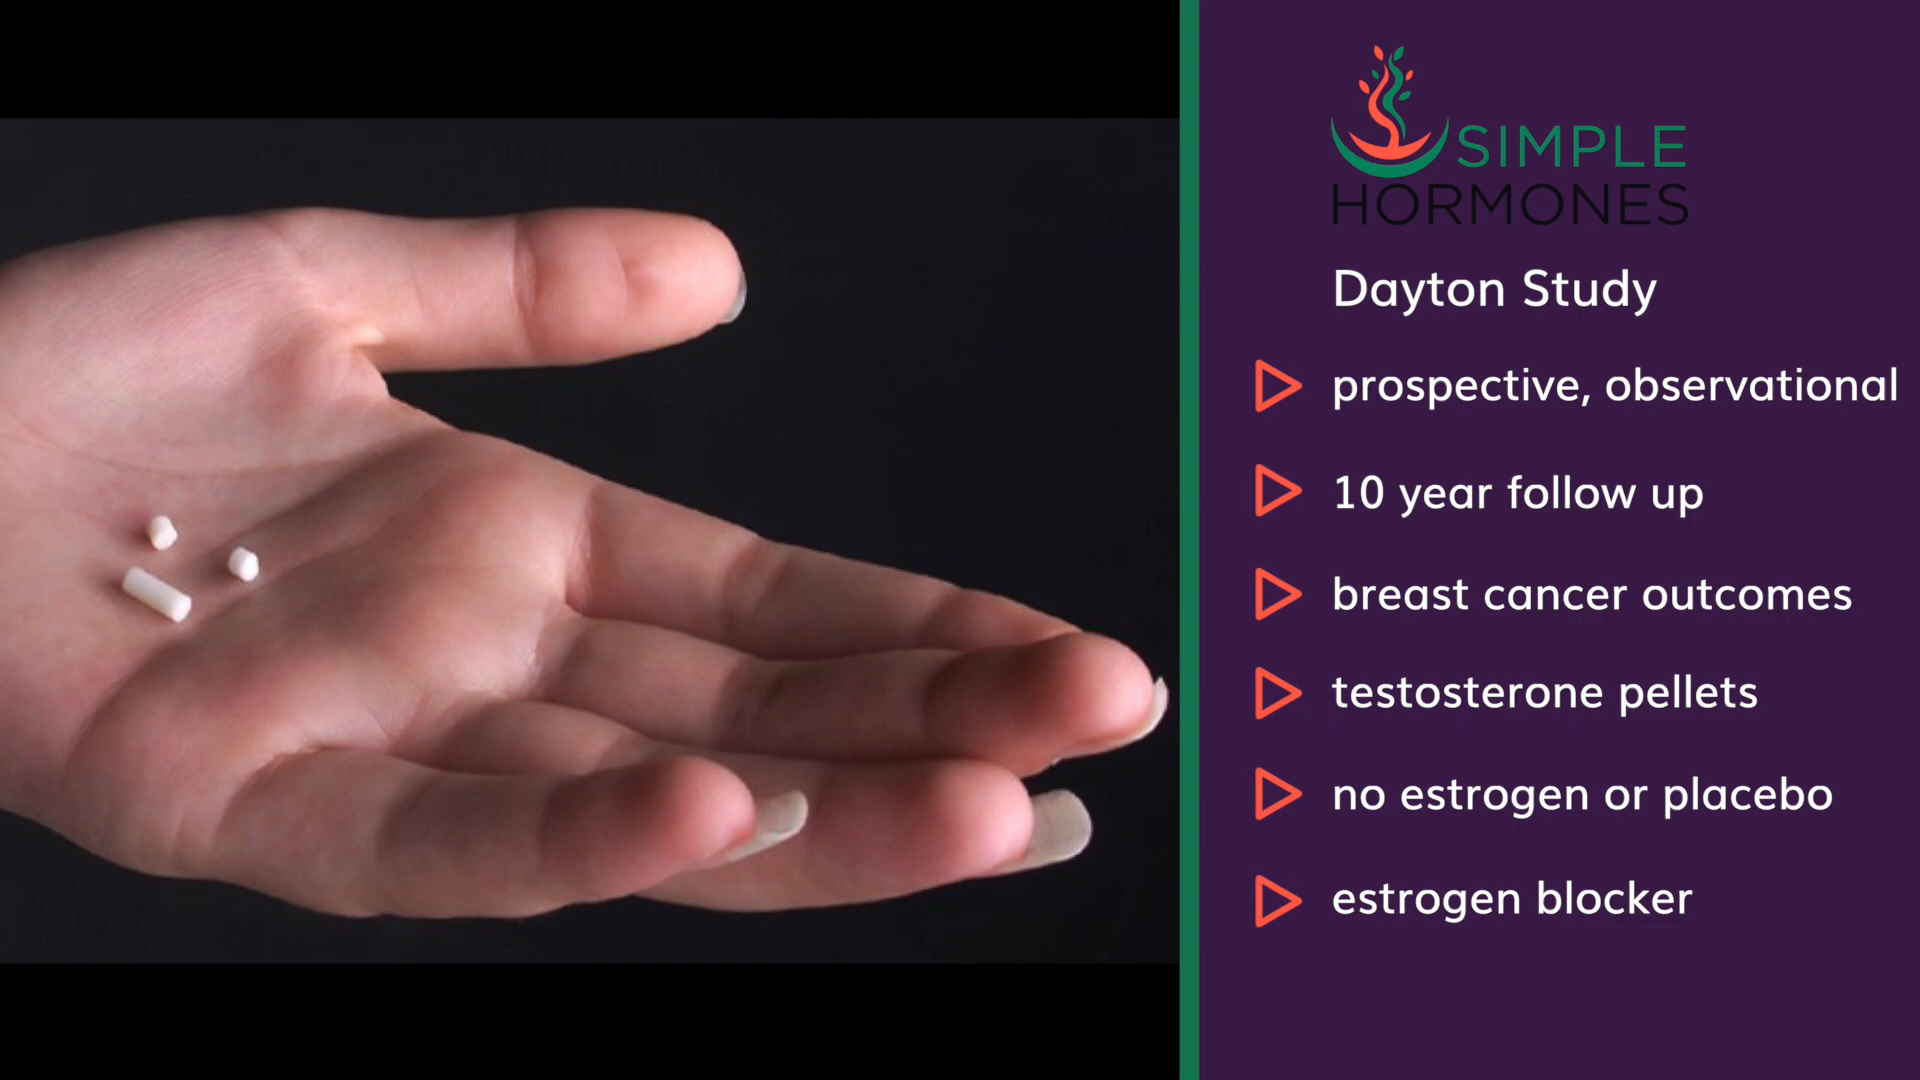 SIMPLE
HORMONES
Dayton Study
prospective, observational
10 year follow up
breast cancer outcomes
testosterone pellets
no estrogen or placebo
estrogen blocker